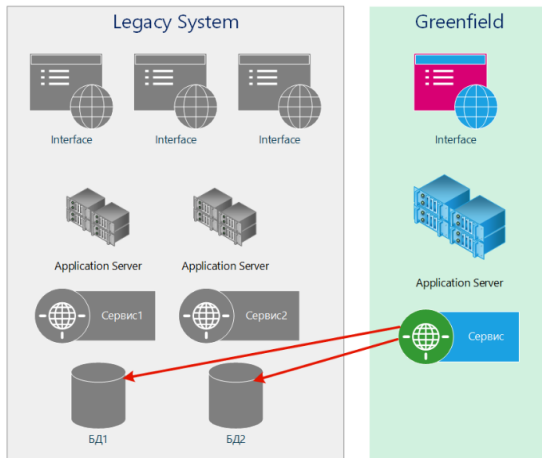 Legacy System
Greenfield
Interface
Interface
Interface
Interface
Application Server
Application Server
Application Server
Сервис1
Сервис2
Сервис
БД1
БД2